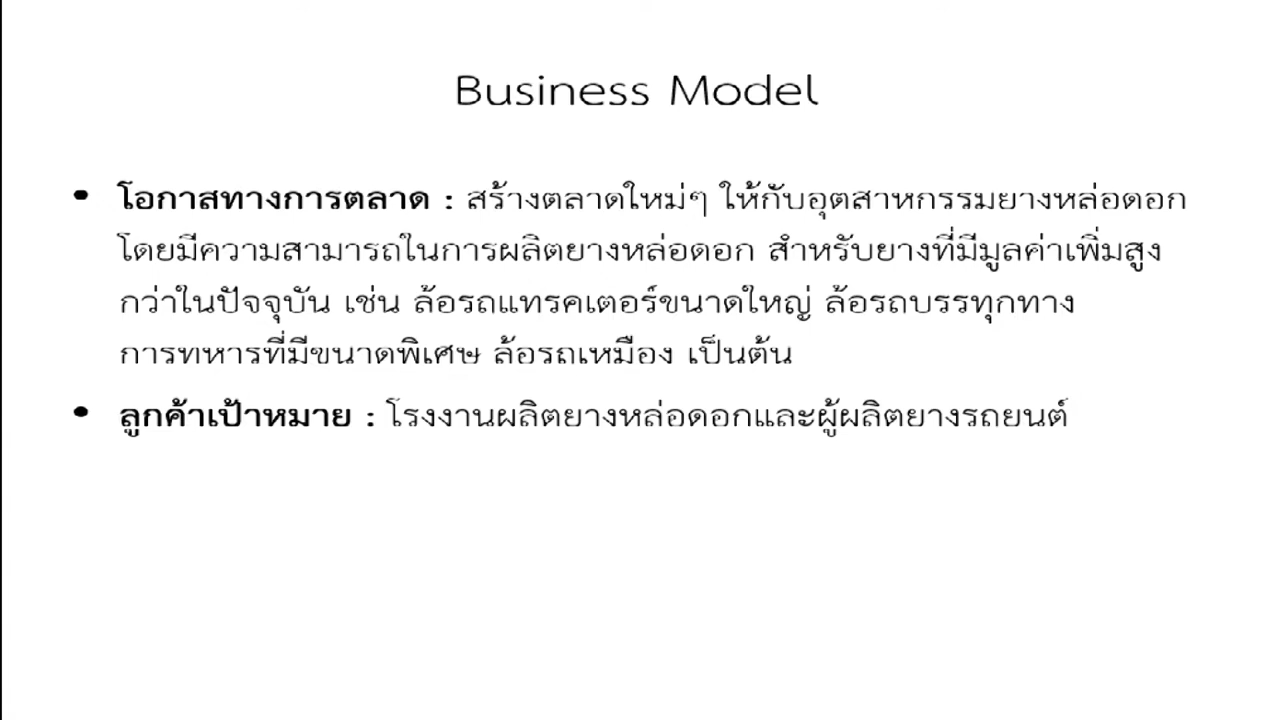 Business Model
• โอกาสทางการตลาด : สร้างตลาดใหม่ๆ ให้กับอุตสาหกรรมยางหล่อดอก
โดยมีความสามารถในการผลิตยางหล่อดอก สำหรับยางที่มีมูลค่าเพิ่มสูง
กว่าในปัจจุบัน เช่น ล้อรถแทรคเตอร์ขนาดใหญ่ ล้อรถบรรทุกทาง
การทหารที่มีขนาดพิเศษ ล้อรถเหมือง เป็นต้น
• ลูกค้าเป้าหมาย : โรงงานผลิตยางหล่อดอกและผู้ผลิตยางรถยนต์